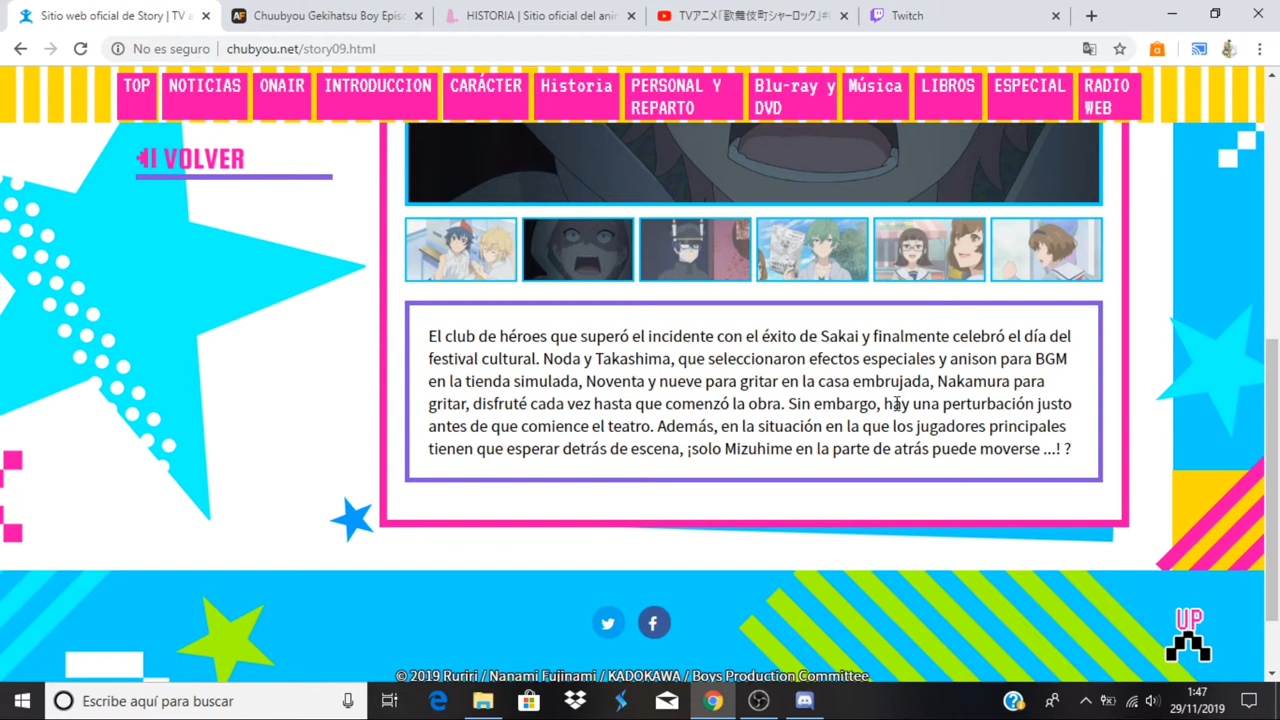 Sitio web oficial de Story | TV a
Chuubyou Gekihatsu Boy Episo
HISTORIA | Sitio oficial del anim
TVアニメ「歌舞伎町シャーロック」#
Twitch
No es seguro
chubyou.net/story09.html
TOP
NOTICIAS
ONAIR
INTRODUCCION
CARÁCTER
Historia
PERSONAL Y
REPARTO
Blu-ray y
DVD
Música
LIBROS
ESPECIAL
RADIO
WEB
VOLVER
El club de héroes que superó el incidente con el éxito de Sakai y finalmente celebró el día del
festival cultural. Noda y Takashima, que seleccionaron efectos especiales y anison para BGM
en la tienda simulada, Noventa y nueve para gritar en la casa embrujada, Nakamura para
gritar, disfruté cada vez hasta que comenzó la obra. Sin embargo, hay una perturbación justo
antes de que comience el teatro. Además, en la situación en la que los jugadores principales
tienen que esperar detrás de escena, ¡solo Mizuhime en la parte de atrás puede moverse ...! ?
UP
© 2019 Ruriri / Nanami Fujinami / KADOKAWA / Boys Production Committee
Escribe aquí para buscar
1:47
29/11/2019